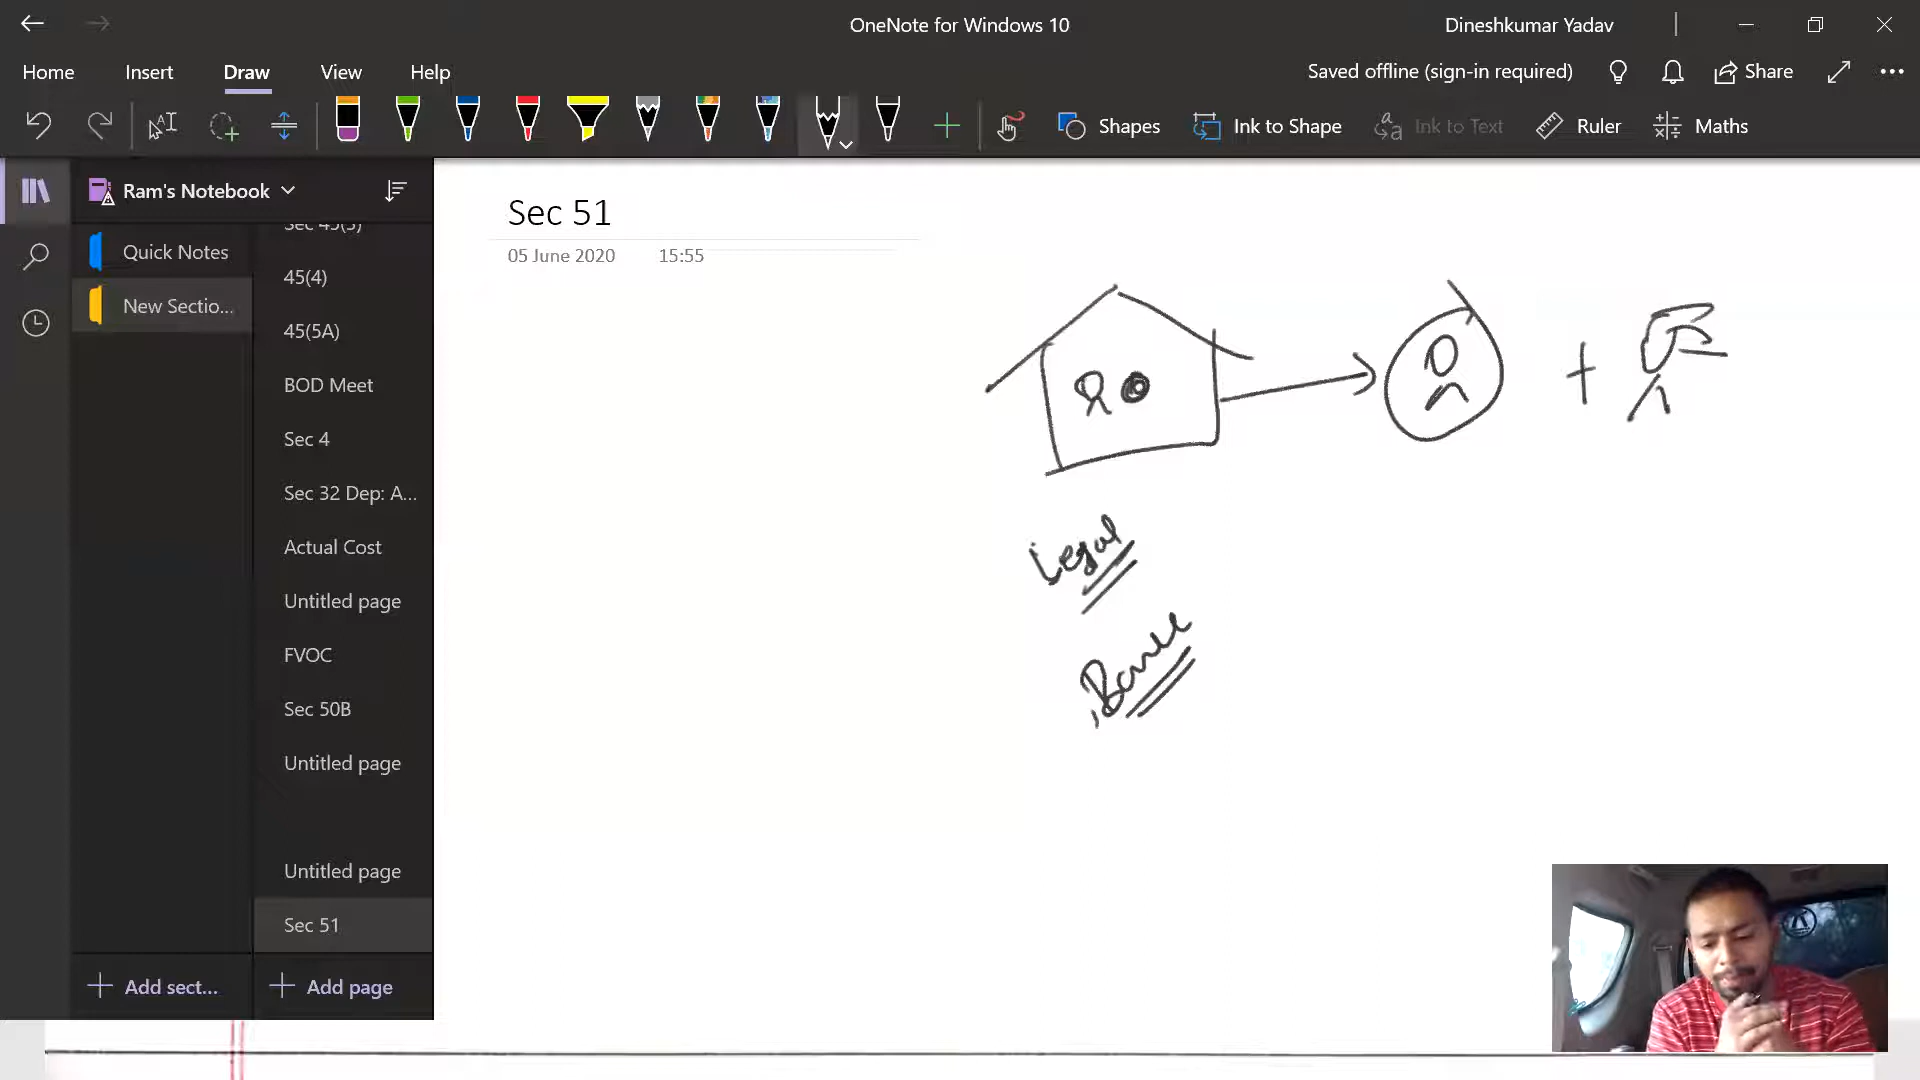 OneNote for Windows 10
Dineshkumar Yadav
Home Insert Draw View Help
Saved offline (sign-in required)
Share
Shapes
Ink to Shape
Ink to Text
Ruler
Maths
Ram's Notebook
Quick Notes
New Sectio...
Sec 45(5)
45(4)
45(5A)
BOD Meet
Sec 4
Sec 32 Dep: A...
Actual Cost
Untitled page
FVOC
Sec 50B
Untitled page
Untitled page
Sec 51
Add sect...
Add page
Sec 51
05 June 2020 15:55
+
Legal
Bank